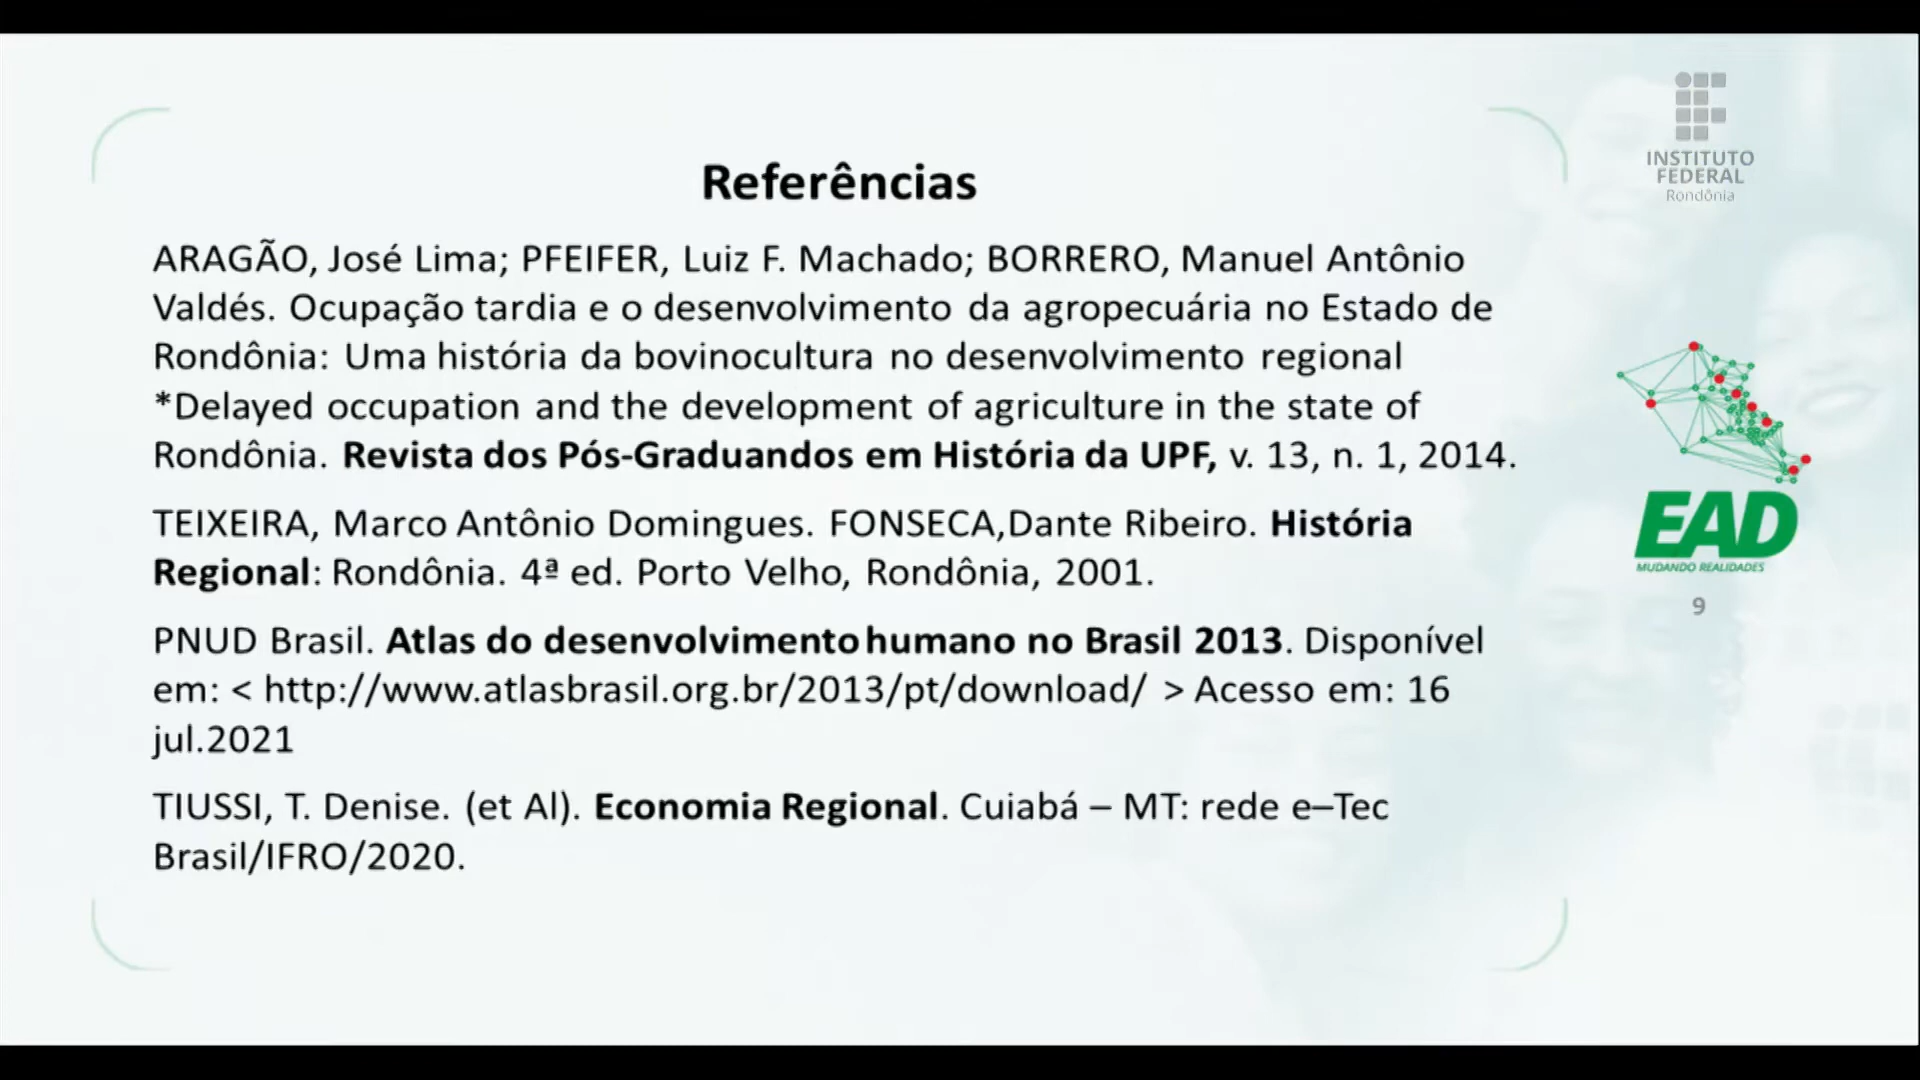 INSTITUTO
FEDERAL
Rondônia
Referências
ARAGÃO, José Lima; PFEIFER, Luiz F. Machado; BORRERO, Manuel Antônio
Valdés. Ocupação tardia e o desenvolvimento da agropecuária no Estado de
Rondônia: Uma história da bovinocultura no desenvolvimento regional
*Delayed occupation and the development of agriculture in the state of
Rondônia. Revista dos Pós-Graduandos em História da UPF, v. 13, n. 1, 2014.
TEIXEIRA, Marco Antônio Domingues. FONSECA,Dante Ribeiro. História
Regional: Rondônia. 4ª ed. Porto Velho, Rondônia, 2001.
PNUD Brasil. Atlas do desenvolvimento humano no Brasil 2013. Disponível
em: < http://www.atlasbrasil.org.br/2013/pt/download/ > Acesso em: 16
jul.2021
TIUSSI, T. Denise. (et Al). Economia Regional. Cuiabá – MT: rede e–Tec
Brasil/IFRO/2020.
EAD
MUDANDO REALIDADES
9